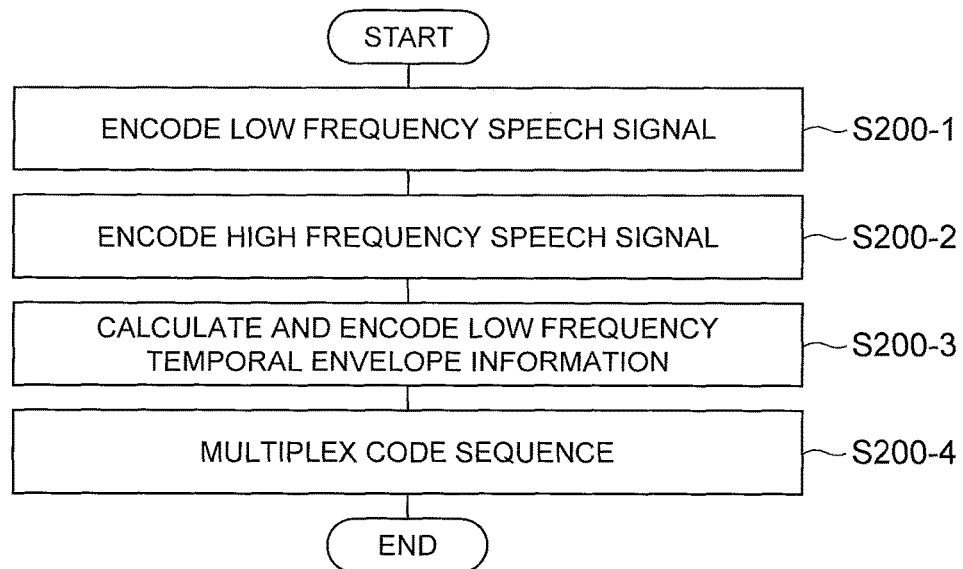 START
ENCODE LOW FREQUENCY SPEECH SIGNAL
S200-1
ENCODE HIGH FREQUENCY SPEECH SIGNAL
S200-2
CALCULATE AND ENCODE LOW FREQUENCY
TEMPORAL ENVELOPE INFORMATION
S200-3
MULTIPLEX CODE SEQUENCE
S200-4
END